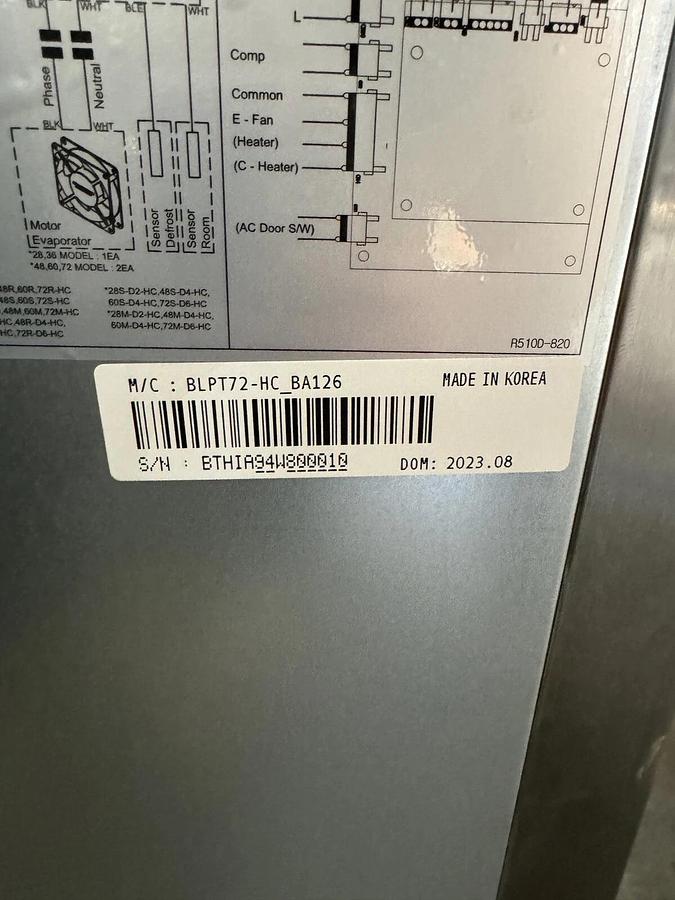 BLK
WHT
BLE
WHT
L
Comp
Phase
Neutral
Common
E - Fan
(Heater)
(C - Heater)
(AC Door S/W)
BLK
WHT
Sensor
Defrost
Sensor
Room
Motor
Evaporator
*28,36 MODEL : 1EA
*48,60,72 MODEL : 2EA
48R,60R,72R-HC
48S,60S,72S-HC
,48M,60M,72M-HC
HC,48R-D4-HC,
HC,72R-D6-HC
*28S-D2-HC,48S-D4-HC,
60S-D4-HC,72S-D6-HC
*28M-D2-HC,48M-D4-HC,
60M-D4-HC,72M-D6-HC
R510D-820
M/C : BLPT72-HC_BA126
MADE IN KOREA
S/N : BTHIA94W800010
DOM: 2023.08